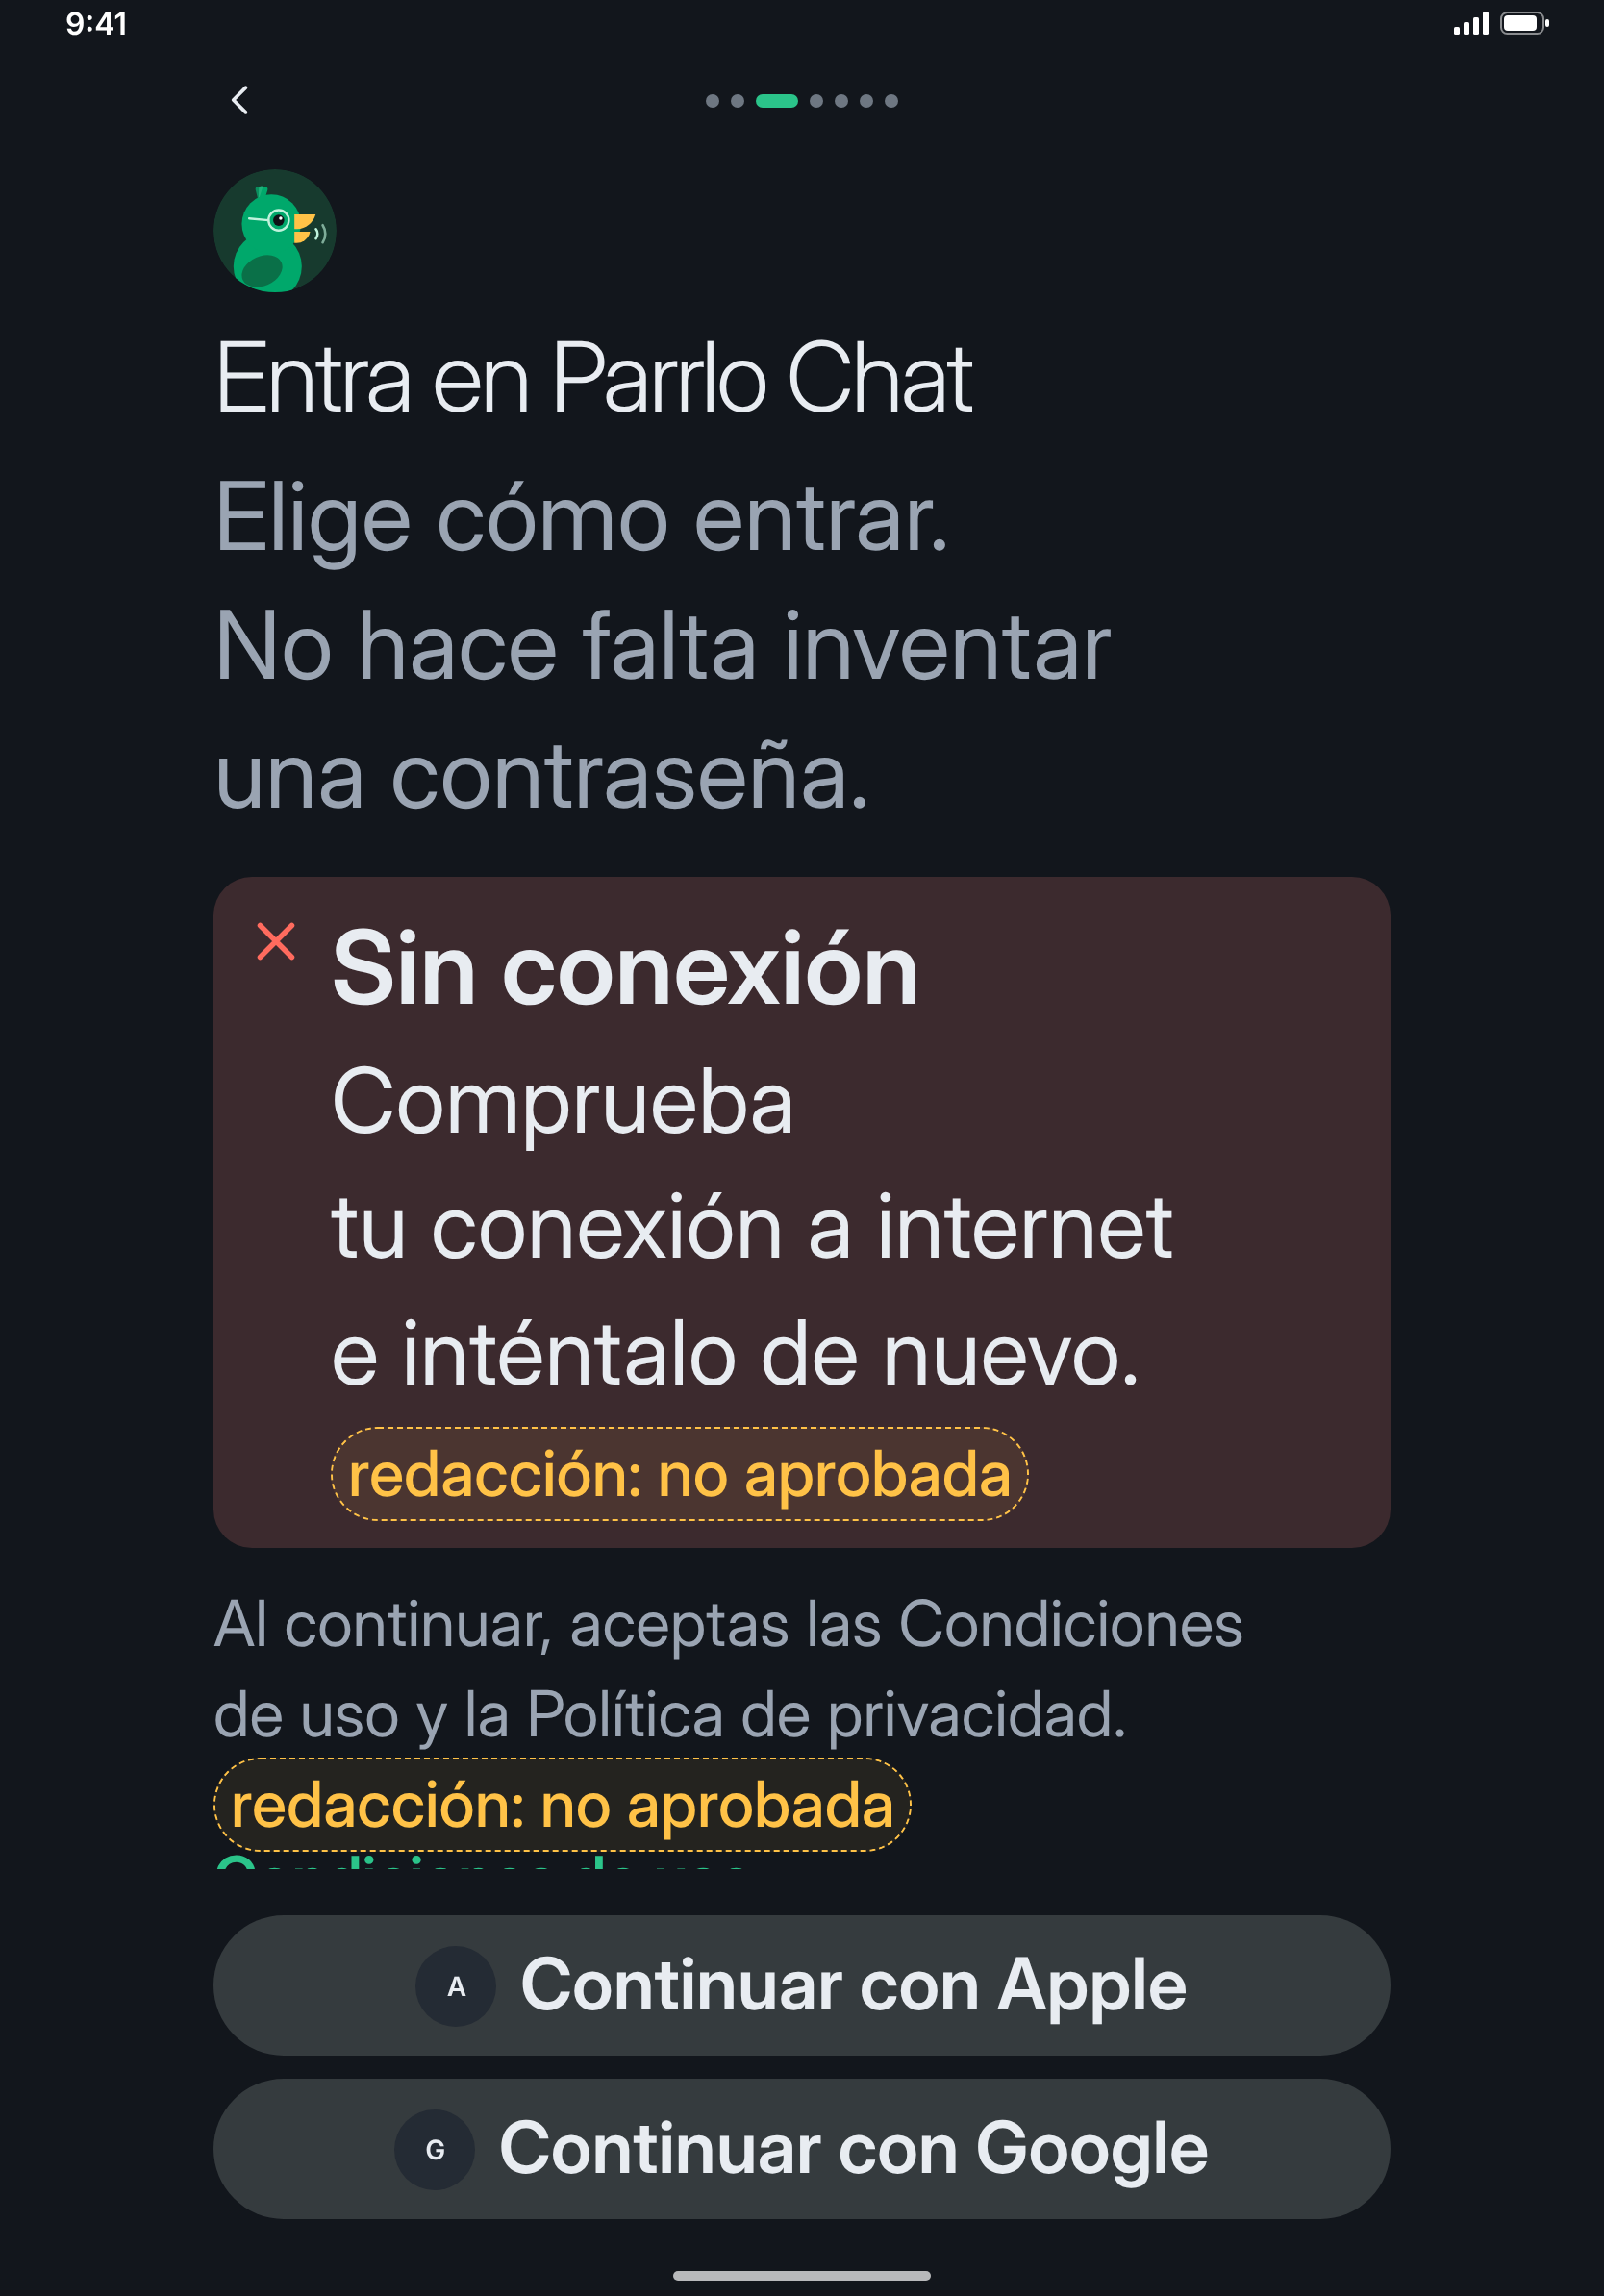 9:41
Entra en Parrlo Chat
Elige cómo entrar.
No hace falta inventar
una contraseña.
Sin conexión
Comprueba
tu conexión a internet
e inténtalo de nuevo.
redacción: no aprobada
Al continuar, aceptas las Condiciones
de uso y la Política de privacidad.
redacción: no aprobada
A Continuar con Apple
G Continuar con Google